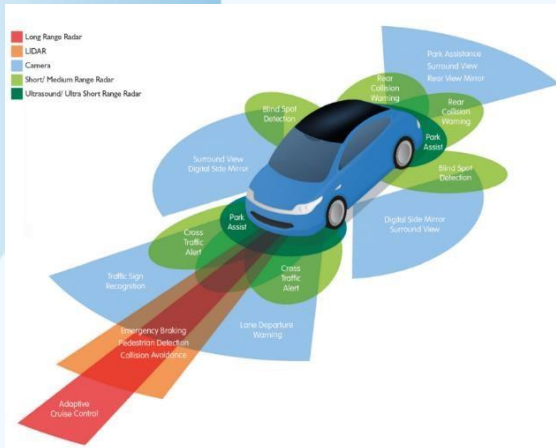 Long Range Radar
LIDAR
Camera
Short/ Medium Range Radar
Ultrasound/ Ultra Short Range Radar
Park Assistance
Surround View
Rear View Mirror
Rear
Collision
Warning
Rear
Collision
Warning
Blind Spot
Detection
Park
Assist
Blind Spot
Detection
Surround View
Digital Side Mirror
Digital Side Mirror
Surround View
Park
Assist
Cross
Traffic
Alert
Cross
Traffic
Alert
Traffic Sign
Recognition
Lane Departure
Warning
Emergency Braking
Pedestrian Detection
Collision Avoidance
Adaptive
Cruise Control